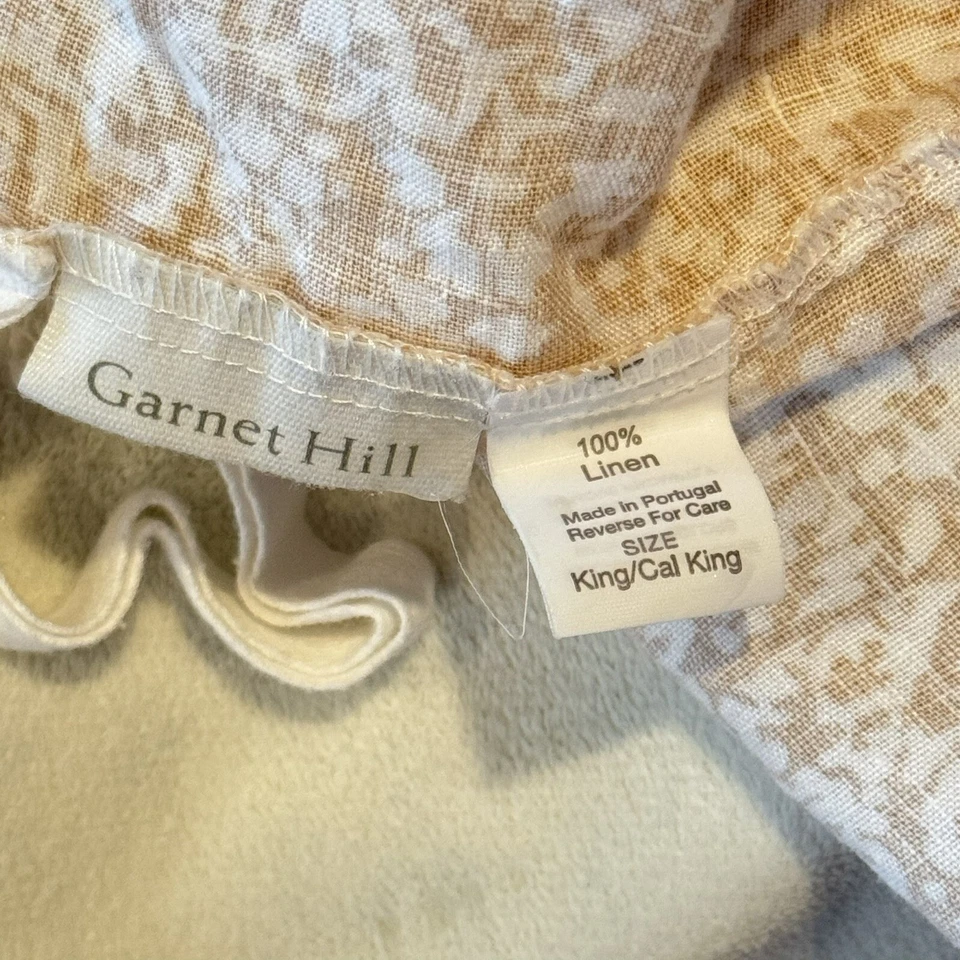 Garnet Hill
100%
Linen
Made in Portugal
Reverse For Care
SIZE
King/Cal King